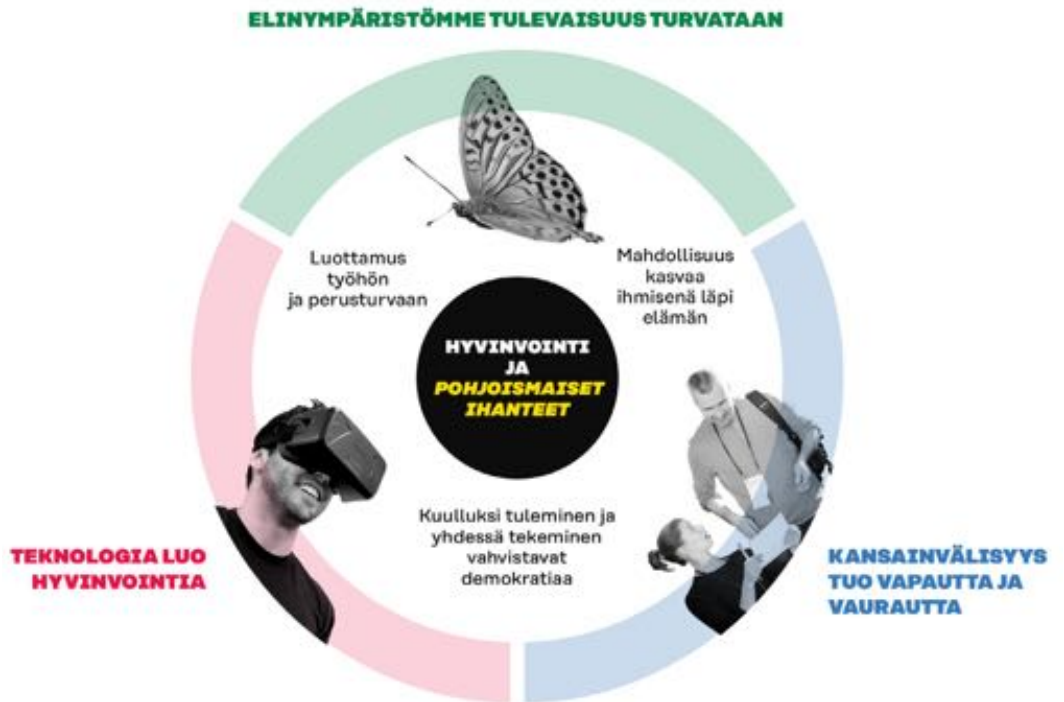 ELINYMPÄRISTÖMME TULEVAISUUS TURVATAAN
Luottamus
työhön
ja perusturvaan
Mahdollisuus
kasvaa
ihmisenä läpi
elämän
HYVINVOINTI
JA
POHJOISMAISET
IHANTEET
Kuulluksi tuleminen ja
yhdessä tekeminen
vahvistavat
demokratiaa
TEKNOLOGIA LUO
HYVINVOINTIA
KANSAINVÄLISYYS
TUO VAPAUTTA JA
VAURAUTTA